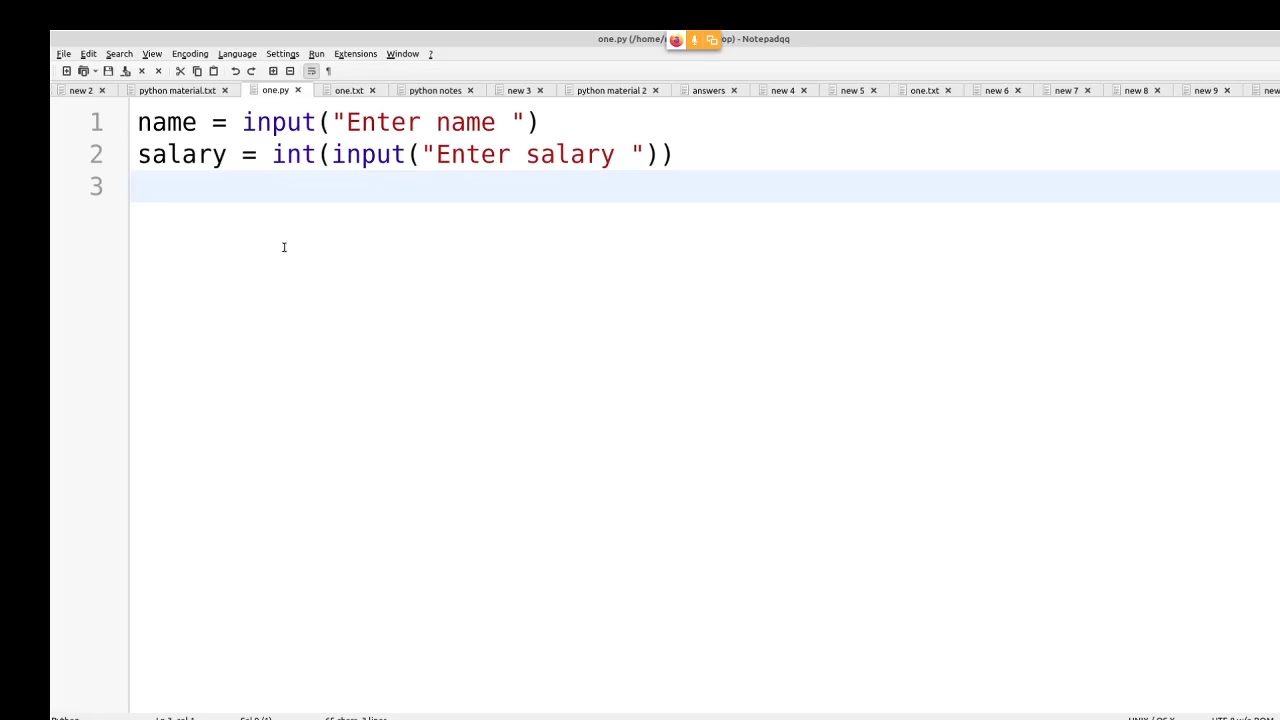 one.py (/home/ op) - Notepadqq
File Edit Search View Encoding Language Settings Run Extensions Window ?
new 2 python material.txt one.py one.txt python notes new 3 python material 2 answers new 4 new 5 one.txt new 6 new 7 new 8 new 9 new
1 name = input("Enter name ")
2 salary = int(input("Enter salary "))
3